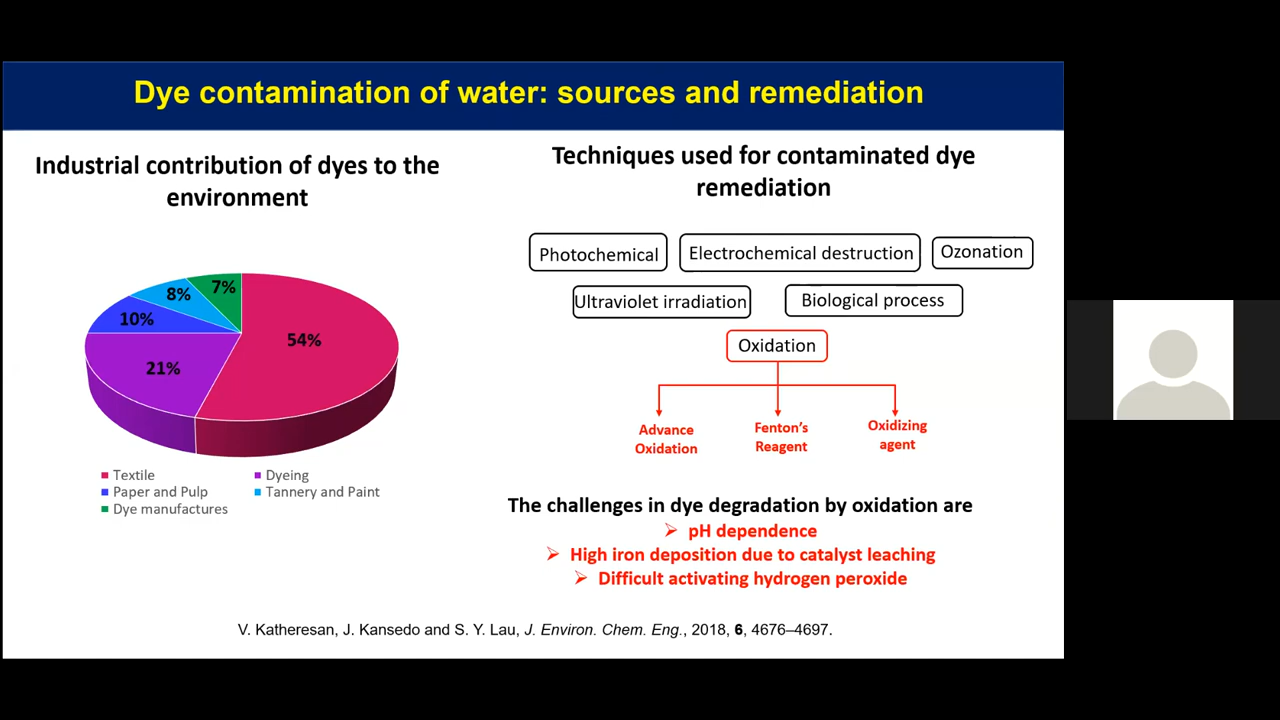 Dye contamination of water: sources and remediation
Industrial contribution of dyes to the
environment
54%
21%
10%
8%
7%
Textile
Dyeing
Paper and Pulp
Tannery and Paint
Dye manufactures
Techniques used for contaminated dye
remediation
Photochemical
Electrochemical destruction
Ozonation
Ultraviolet irradiation
Biological process
Oxidation
Advance
Oxidation
Fenton's
Reagent
Oxidizing
agent
The challenges in dye degradation by oxidation are
➢ pH dependence
➢ High iron deposition due to catalyst leaching
➢ Difficult activating hydrogen peroxide
V. Katheresan, J. Kansedo and S. Y. Lau, J. Environ. Chem. Eng., 2018, 6, 4676–4697.